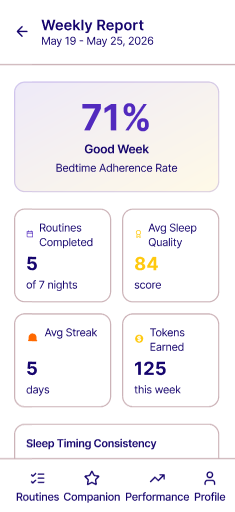 Weekly Report
May 19 - May 25, 2026
71%
Good Week
Bedtime Adherence Rate
Routines
Completed
5
of 7 nights
Avg Sleep
Quality
84
score
Avg Streak
5
days
Tokens
Earned
125
this week
Sleep Timing Consistency
Routines Companion Performance Profile